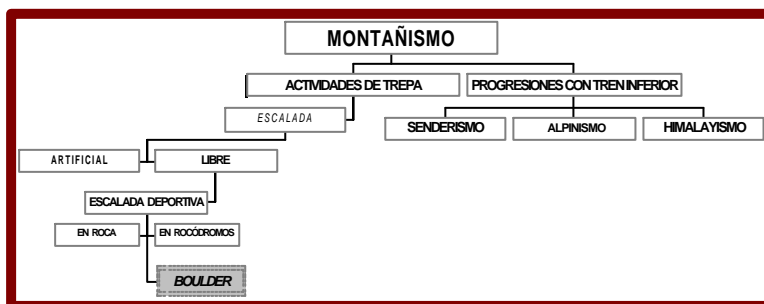 MONTAÑISMO
ACTIVIDADES DE TREPA
PROGRESIONES CON TREN INFERIOR
ESCALADA
SENDERISMO
ALPINISMO
HIMALAYISMO
ARTIFICIAL
LIBRE
ESCALADA DEPORTIVA
EN ROCA
EN ROCÓDROMOS
BOULDER